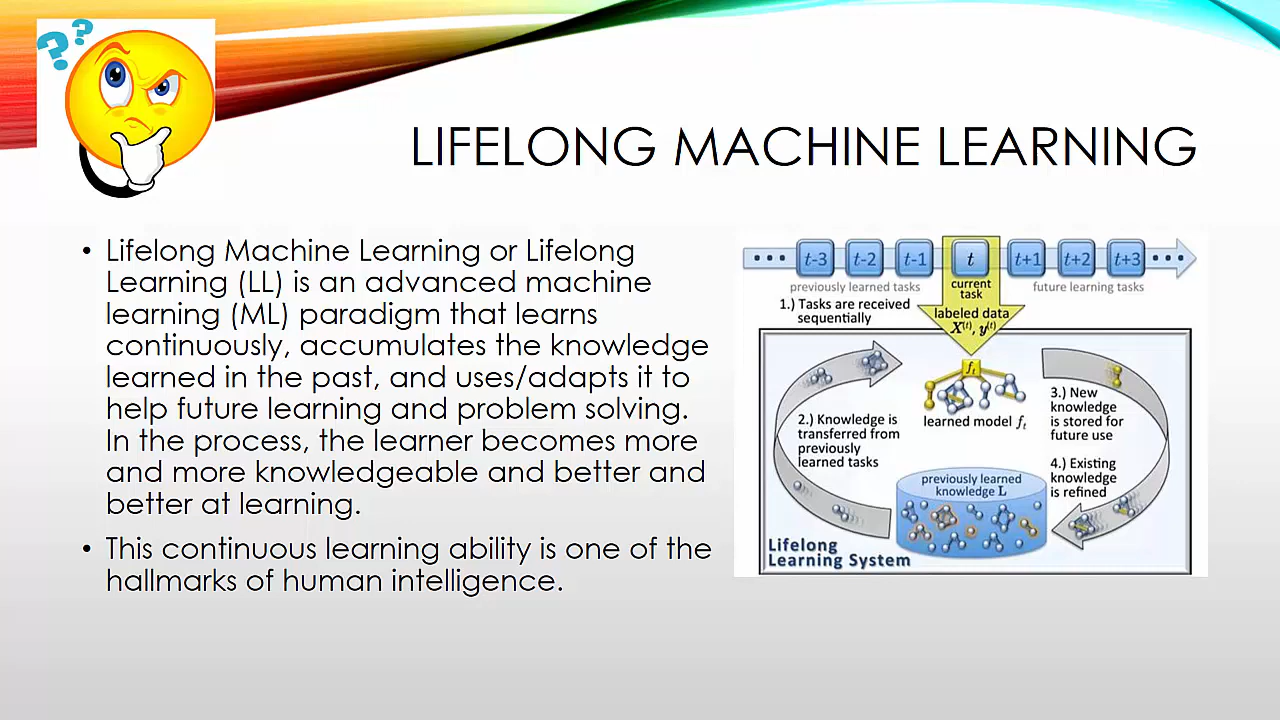 ? ?
LIFELONG MACHINE LEARNING
• Lifelong Machine Learning or Lifelong
Learning (LL) is an advanced machine
learning (ML) paradigm that learns
continuously, accumulates the knowledge
learned in the past, and uses/adapts it to
help future learning and problem solving.
In the process, the learner becomes more
and more knowledgeable and better and
better at learning.
• This continuous learning ability is one of the
hallmarks of human intelligence.
••• t-3 t-2 t-1 t t+1 t+2 t+3 •••
previously learned tasks
current
task
future learning tasks
1.) Tasks are received
sequentially
labeled data
X(t), y(t)
ft
learned model ft
2.) Knowledge is
transferred from
previously
learned tasks
3.) New
knowledge
is stored for
future use
4.) Existing
knowledge
is refined
previously learned
knowledge L
Lifelong
Learning System